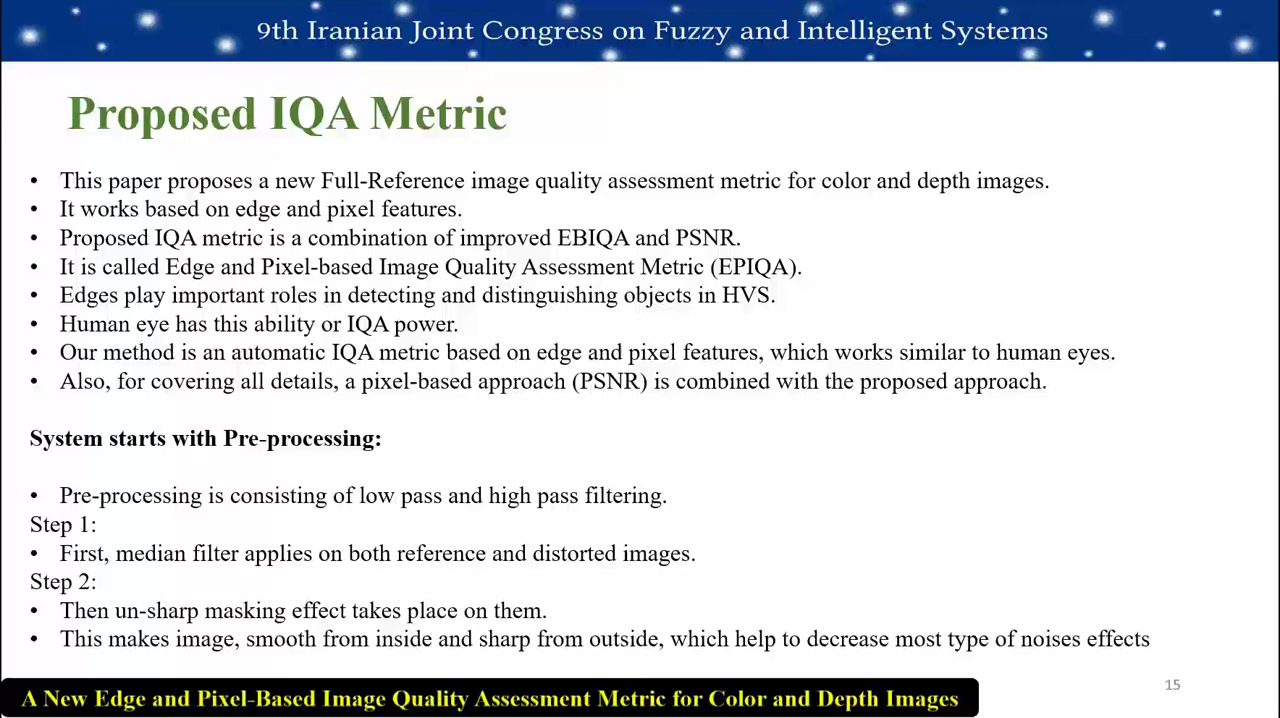 9th Iranian Joint Congress on Fuzzy and Intelligent Systems
Proposed IQA Metric
• This paper proposes a new Full-Reference image quality assessment metric for color and depth images.
• It works based on edge and pixel features.
• Proposed IQA metric is a combination of improved EBIQA and PSNR.
• It is called Edge and Pixel-based Image Quality Assessment Metric (EPIQA).
• Edges play important roles in detecting and distinguishing objects in HVS.
• Human eye has this ability or IQA power.
• Our method is an automatic IQA metric based on edge and pixel features, which works similar to human eyes.
• Also, for covering all details, a pixel-based approach (PSNR) is combined with the proposed approach.
System starts with Pre-processing:
• Pre-processing is consisting of low pass and high pass filtering.
Step 1:
• First, median filter applies on both reference and distorted images.
Step 2:
• Then un-sharp masking effect takes place on them.
• This makes image, smooth from inside and sharp from outside, which help to decrease most type of noises effects
15
A New Edge and Pixel-Based Image Quality Assessment Metric for Color and Depth Images